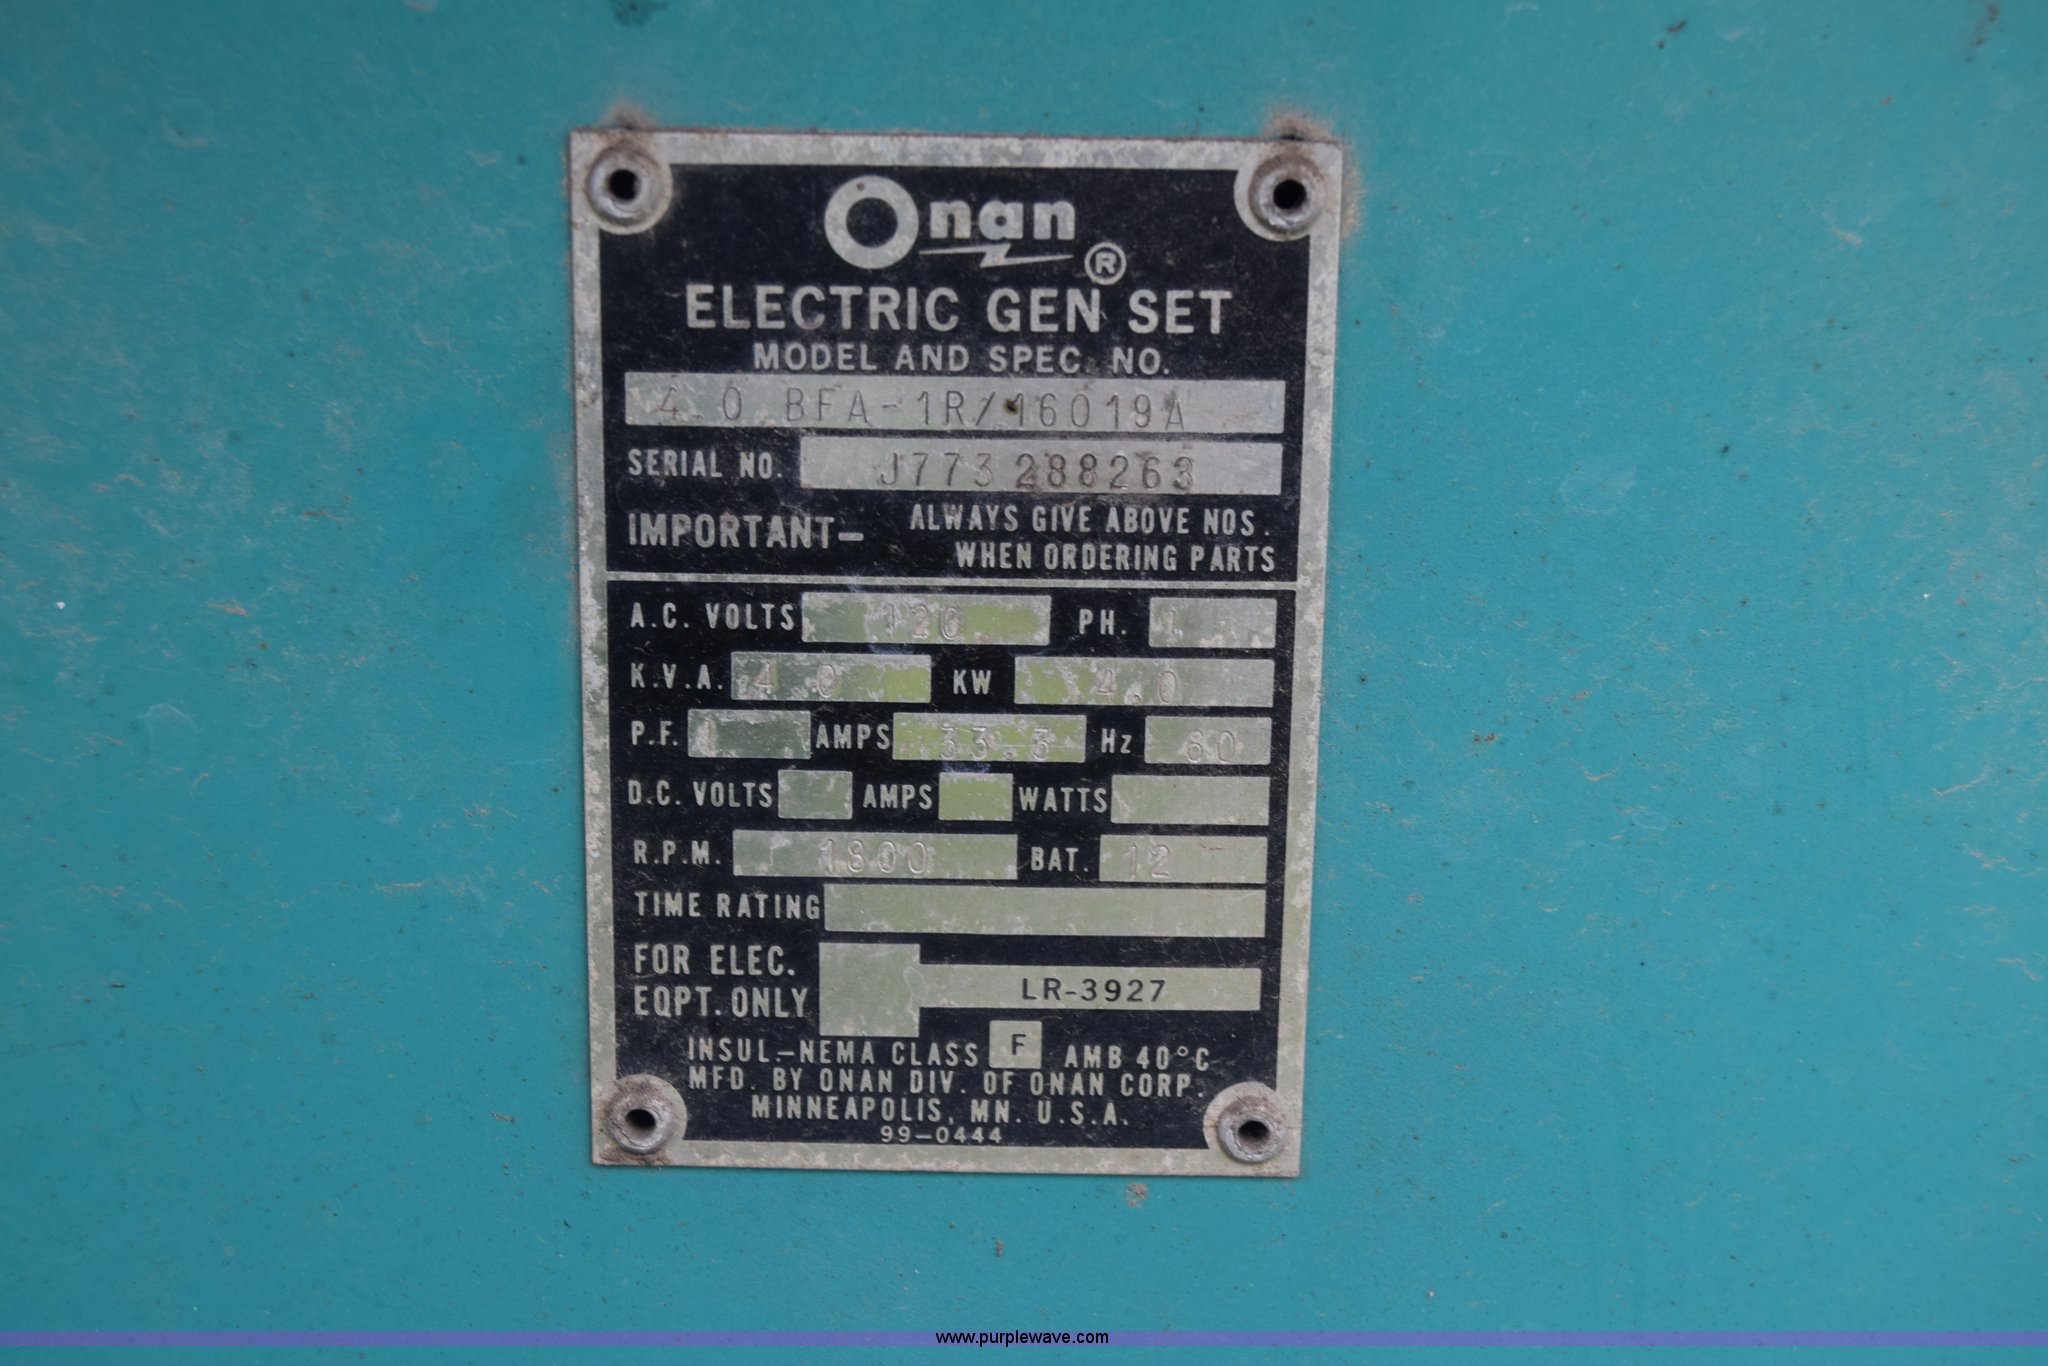 Onan ®
ELECTRIC GEN SET
MODEL AND SPEC. NO.
4.0 BFA-1R/16019A
SERIAL NO. J773288263
IMPORTANT— ALWAYS GIVE ABOVE NOS.
WHEN ORDERING PARTS
A.C. VOLTS 120 PH. 1
K.V.A. 4.0 KW 4.0
P.F. 1 AMPS 33.3 Hz 60
D.C. VOLTS AMPS WATTS
R.P.M. 1800 BAT. 12
TIME RATING
FOR ELEC.
EQPT. ONLY LR-3927
INSUL.—NEMA CLASS F AMB 40°C
MFD. BY ONAN DIV. OF ONAN CORP.
MINNEAPOLIS, MN. U.S.A.
99-0444
www.purplewave.com